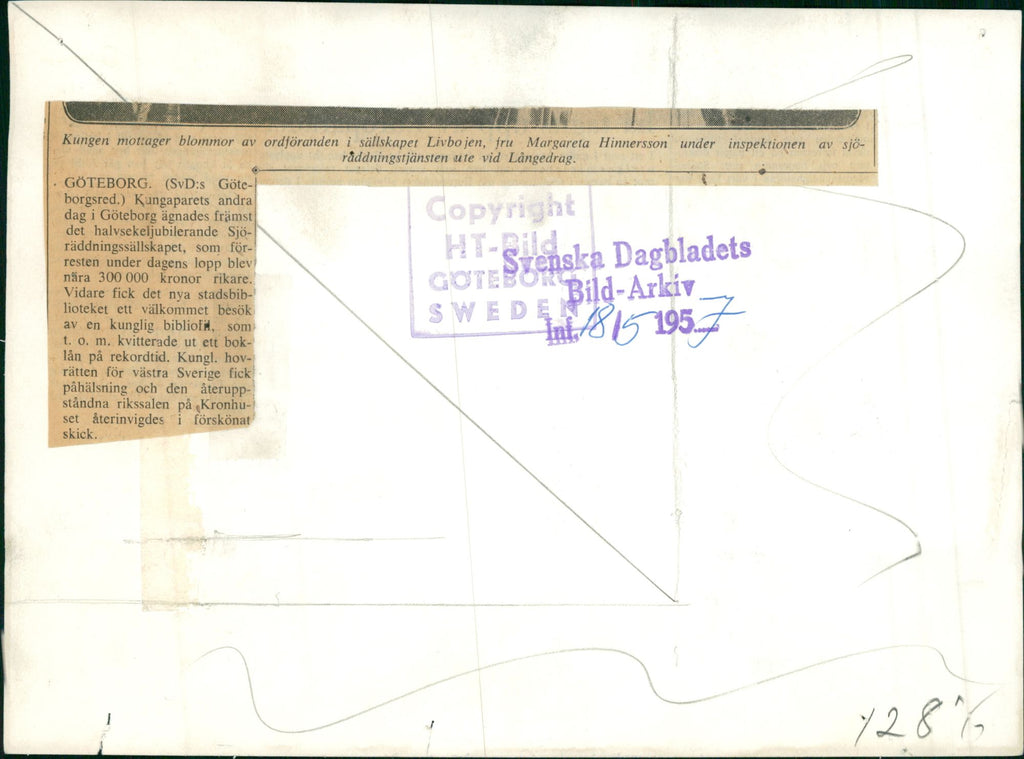 Kungen mottager blommor av ordföranden i sällskapet Livbojen, fru Margareta Hinnersson under inspektionen av sjö-
räddningstjänsten ute vid Långedrag.
GÖTEBORG. (SvD:s Göte-
borgsred.) Kungaparets andra
dag i Göteborg ägnades främst
det halvsekeljubilerande Sjö-
räddningssällskapet, som för-
resten under dagens lopp blev
nära 300 000 kronor rikare.
Vidare fick det nya stadsbib-
lioteket ett välkommet besök
av en kunglig bibliofil, som
t. o. m. kvitterade ut ett bok-
lån på rekordtid. Kungl. hov-
rätten för västra Sverige fick
påhälsning och den återupp-
ståndna rikssalen på Kronhu-
set återinvigdes i förskönat
skick.
Copyright
HT-Bild
GÖTEBORG
SWEDEN
Svenska Dagbladets
Bild-Arkiv
Inf. 18/5 1957